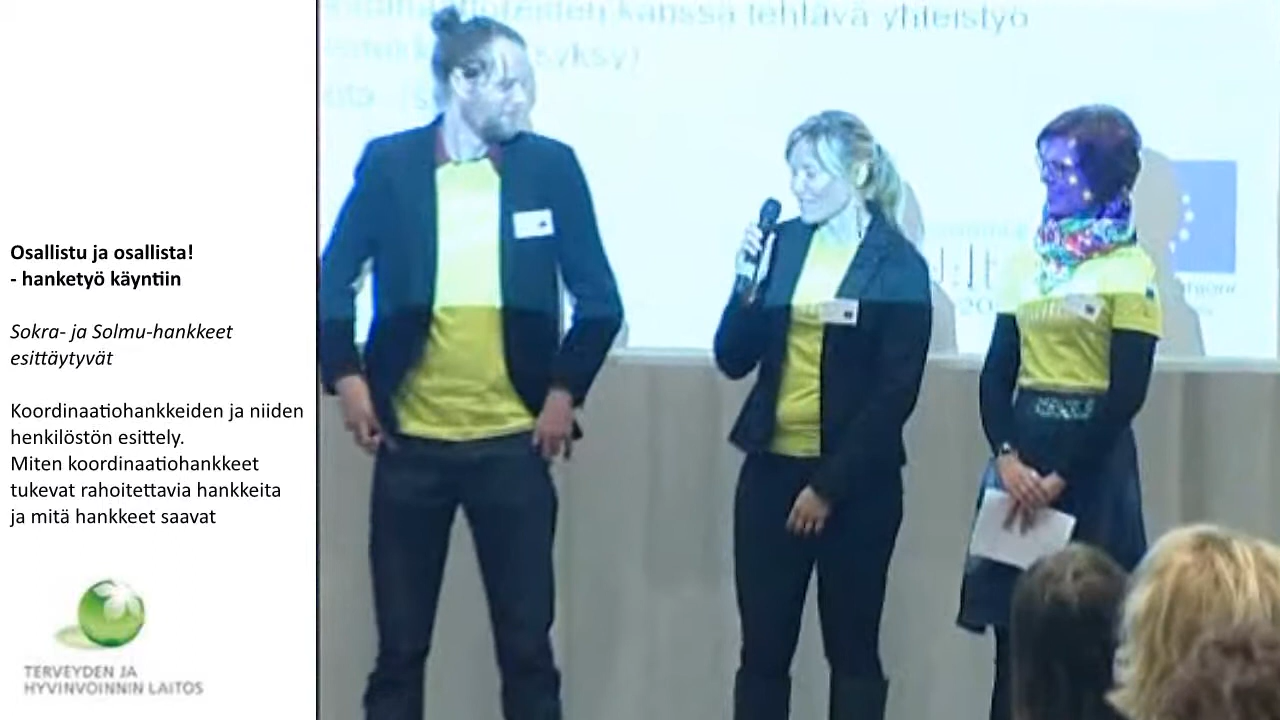 Osallistu ja osallista!
- hanketyö käyntiin
Sokra- ja Solmu-hankkeet
esittäytyvät
Koordinaatiohankkeiden ja niiden
henkilöstön esittely.
Miten koordinaatiohankkeet
tukevat rahoitettavia hankkeita
ja mitä hankkeet saavat
TERVEYDEN JA
HYVINVOINNIN LAITOS
kanssa tehtävä yhteistyö
syksy)